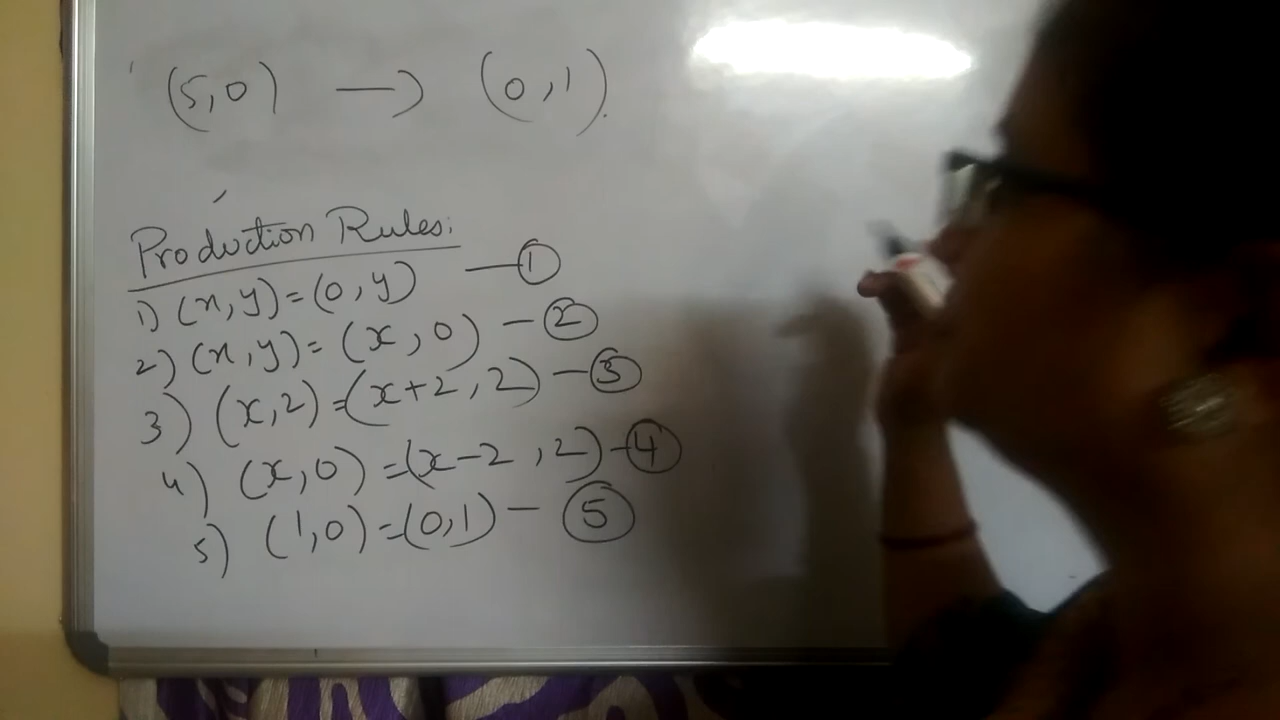 (5,0) → (0,1).
Production Rules:
1) (x,y)=(0,y) — ①
2) (x,y)=(x,0) — ②
3) (x,2)=(x+2,2) — ③
4) (x,0)=(x-2,2) — ④
5) (1,0)=(0,1) — ⑤